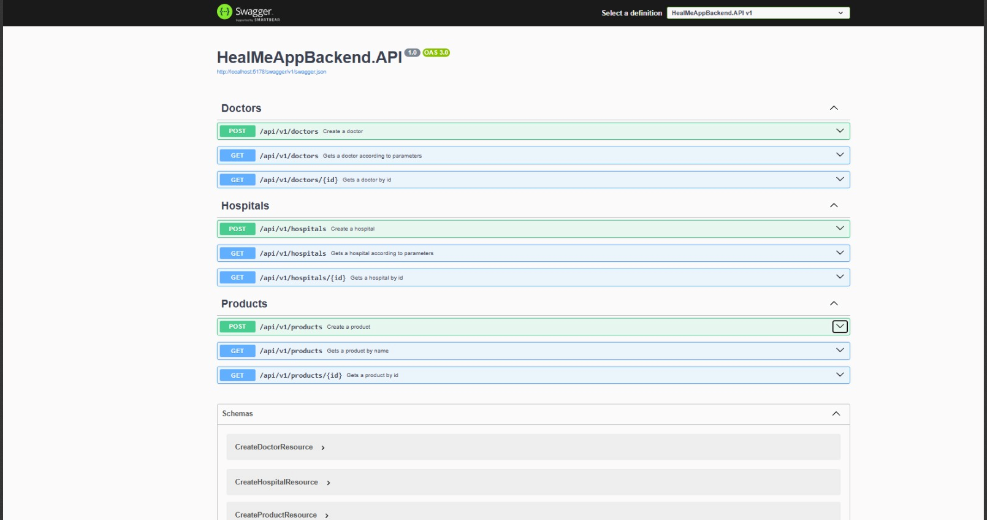 Swagger.
Supported by SMARTBEAR
Select a definition
HealMeAppBackend.API v1
HealMeAppBackend.API 1.0 OAS 3.0
http://localhost:5178/swagger/v1/swagger.json
Doctors
POST /api/v1/doctors Create a doctor
GET /api/v1/doctors Gets a doctor according to parameters
GET /api/v1/doctors/{id} Gets a doctor by id
Hospitals
POST /api/v1/hospitals Create a hospital
GET /api/v1/hospitals Gets a hospital according to parameters
GET /api/v1/hospitals/{id} Gets a hospital by id
Products
POST /api/v1/products Create a product
GET /api/v1/products Gets a product by name
GET /api/v1/products/{id} Gets a product by id
Schemas
CreateDoctorResource
CreateHospitalResource
CreateProductResource